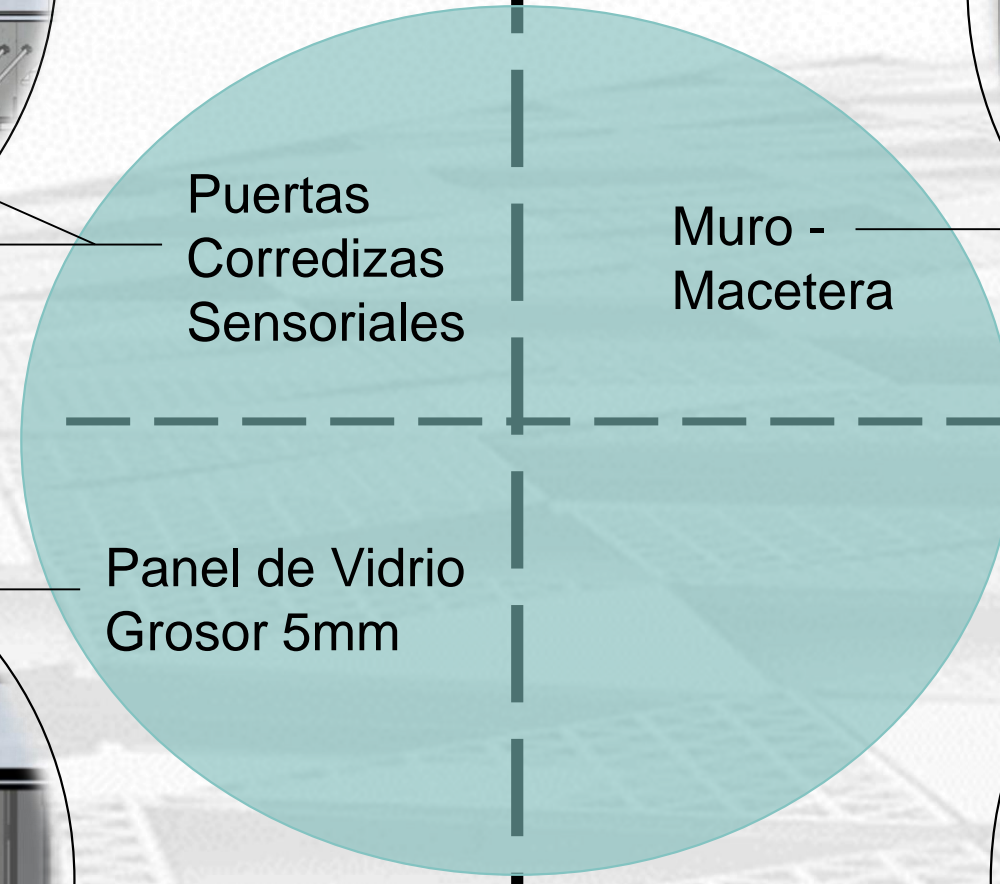 Puertas
Corredizas
Sensoriales
Muro -
Macetera
Panel de Vidrio
Grosor 5mm